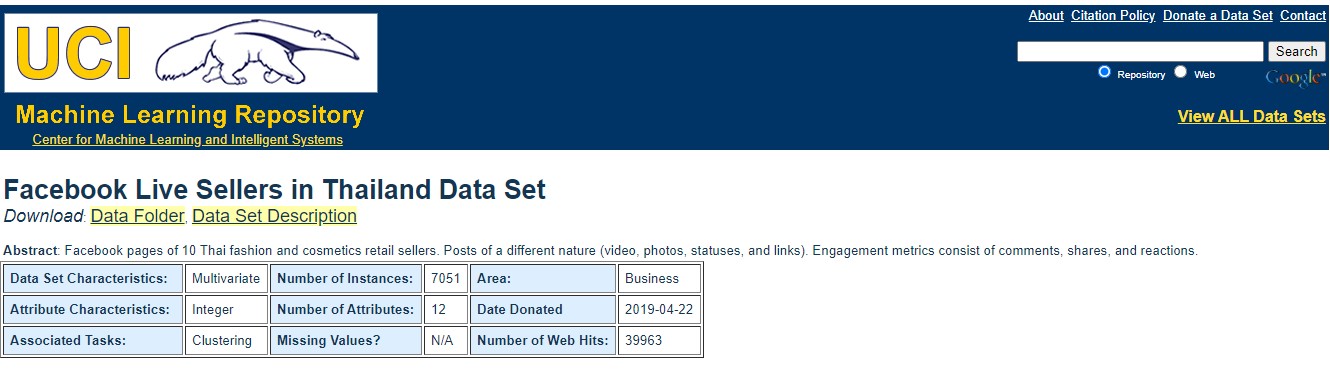 About Citation Policy Donate a Data Set Contact
UCI
Search
Repository Web Google™
Machine Learning Repository
View ALL Data Sets
Center for Machine Learning and Intelligent Systems
Facebook Live Sellers in Thailand Data Set
Download: Data Folder, Data Set Description
Abstract: Facebook pages of 10 Thai fashion and cosmetics retail sellers. Posts of a different nature (video, photos, statuses, and links). Engagement metrics consist of comments, shares, and reactions.
Data Set Characteristics: Multivariate Number of Instances: 7051 Area: Business
Attribute Characteristics: Integer Number of Attributes: 12 Date Donated 2019-04-22
Associated Tasks: Clustering Missing Values? N/A Number of Web Hits: 39963